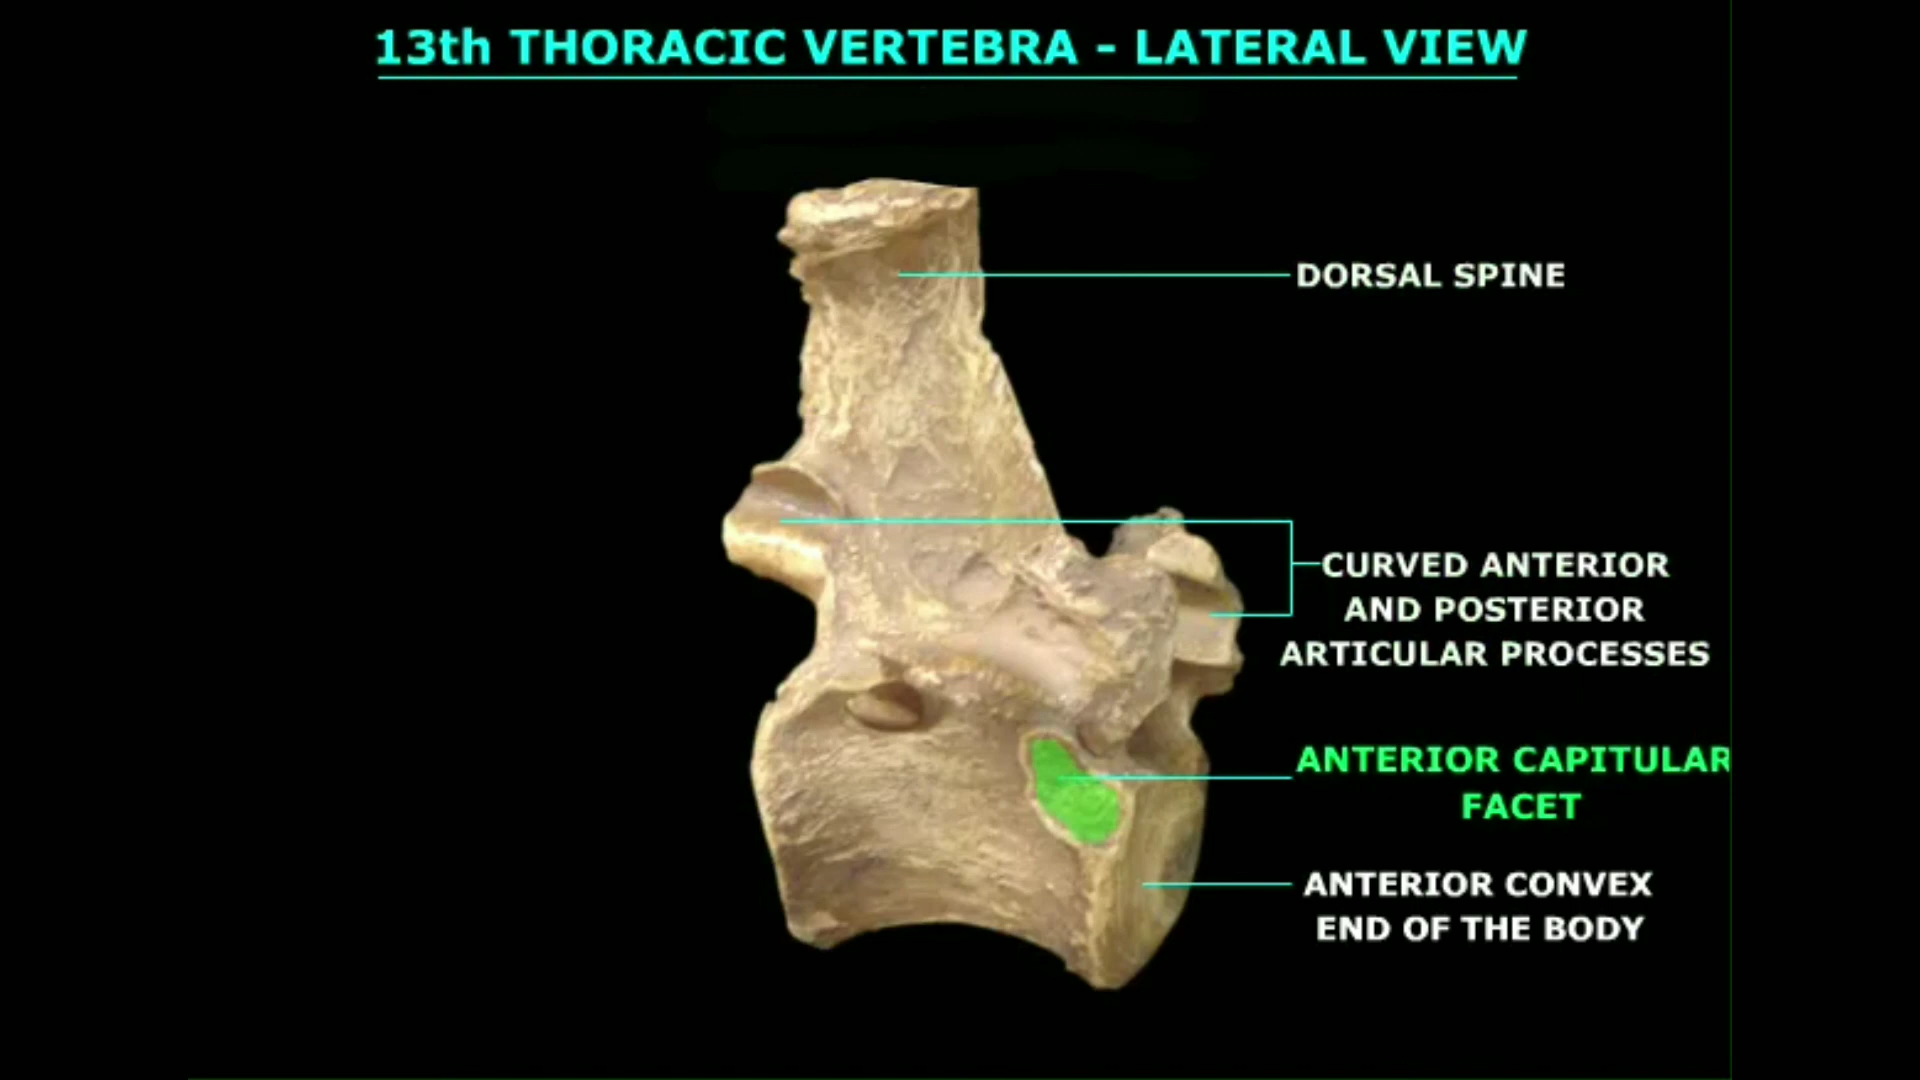 13th THORACIC VERTEBRA - LATERAL VIEW
DORSAL SPINE
CURVED ANTERIOR
AND POSTERIOR
ARTICULAR PROCESSES
ANTERIOR CAPITULAR
FACET
ANTERIOR CONVEX
END OF THE BODY